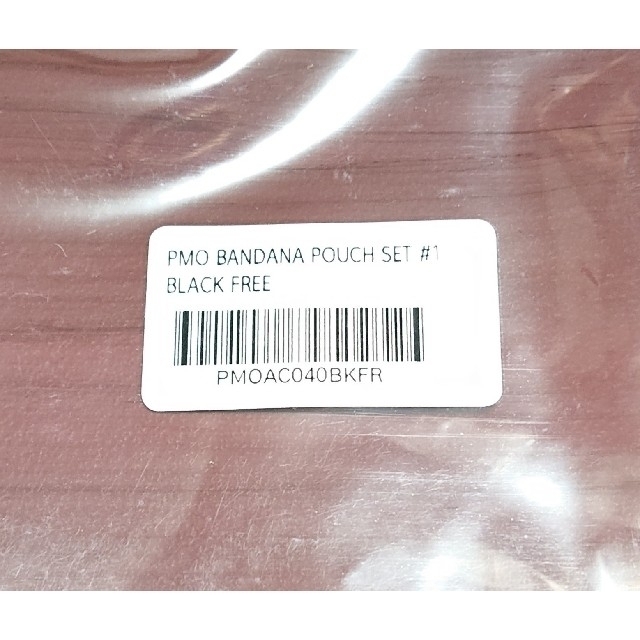 PMO BANDANA POUCH SET #1
BLACK FREE
PMOAC040BKFR